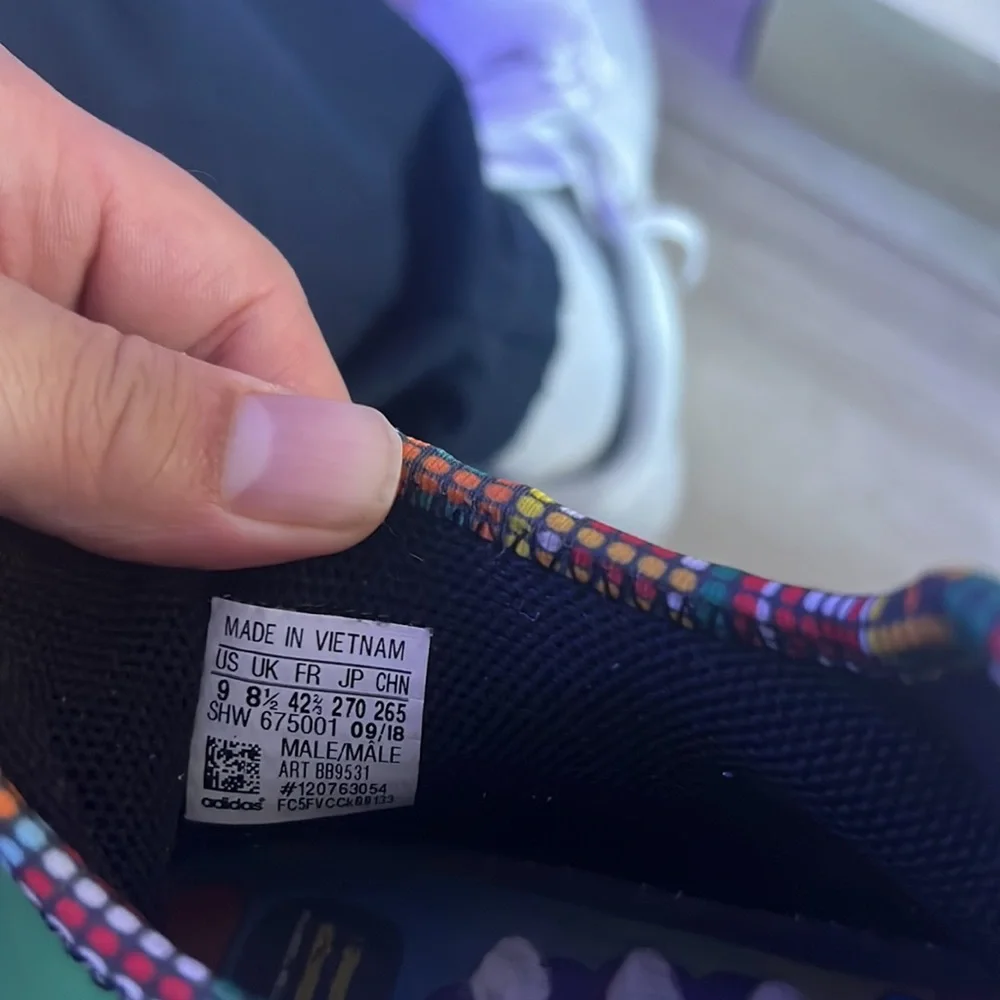 MADE IN VIETNAM
US UK FR JP CHN
9 8½ 42⅔ 270 265
SHW 675001 09/18
MALE/MÂLE
ART BB9531
#120763054
adidas